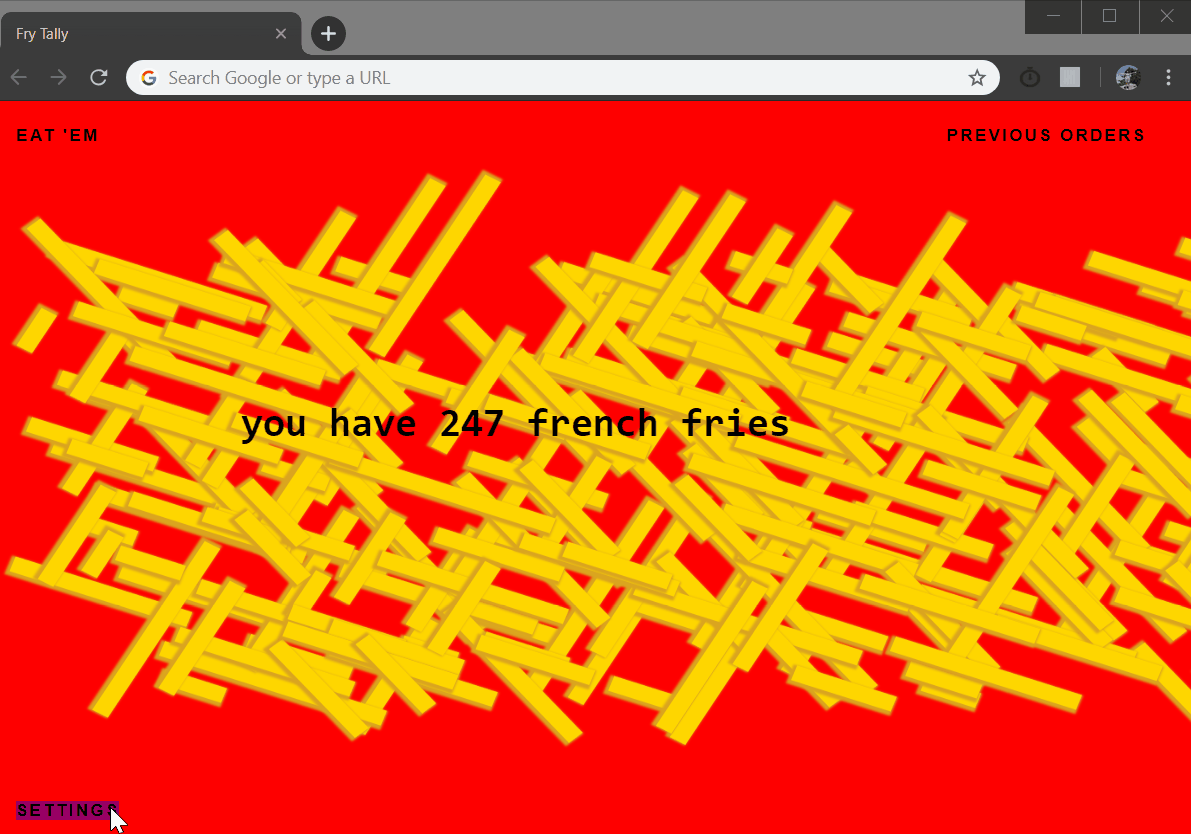 Fry Tally
Search Google or type a URL
EAT 'EM
PREVIOUS ORDERS
you have 247 french fries
SETTINGS